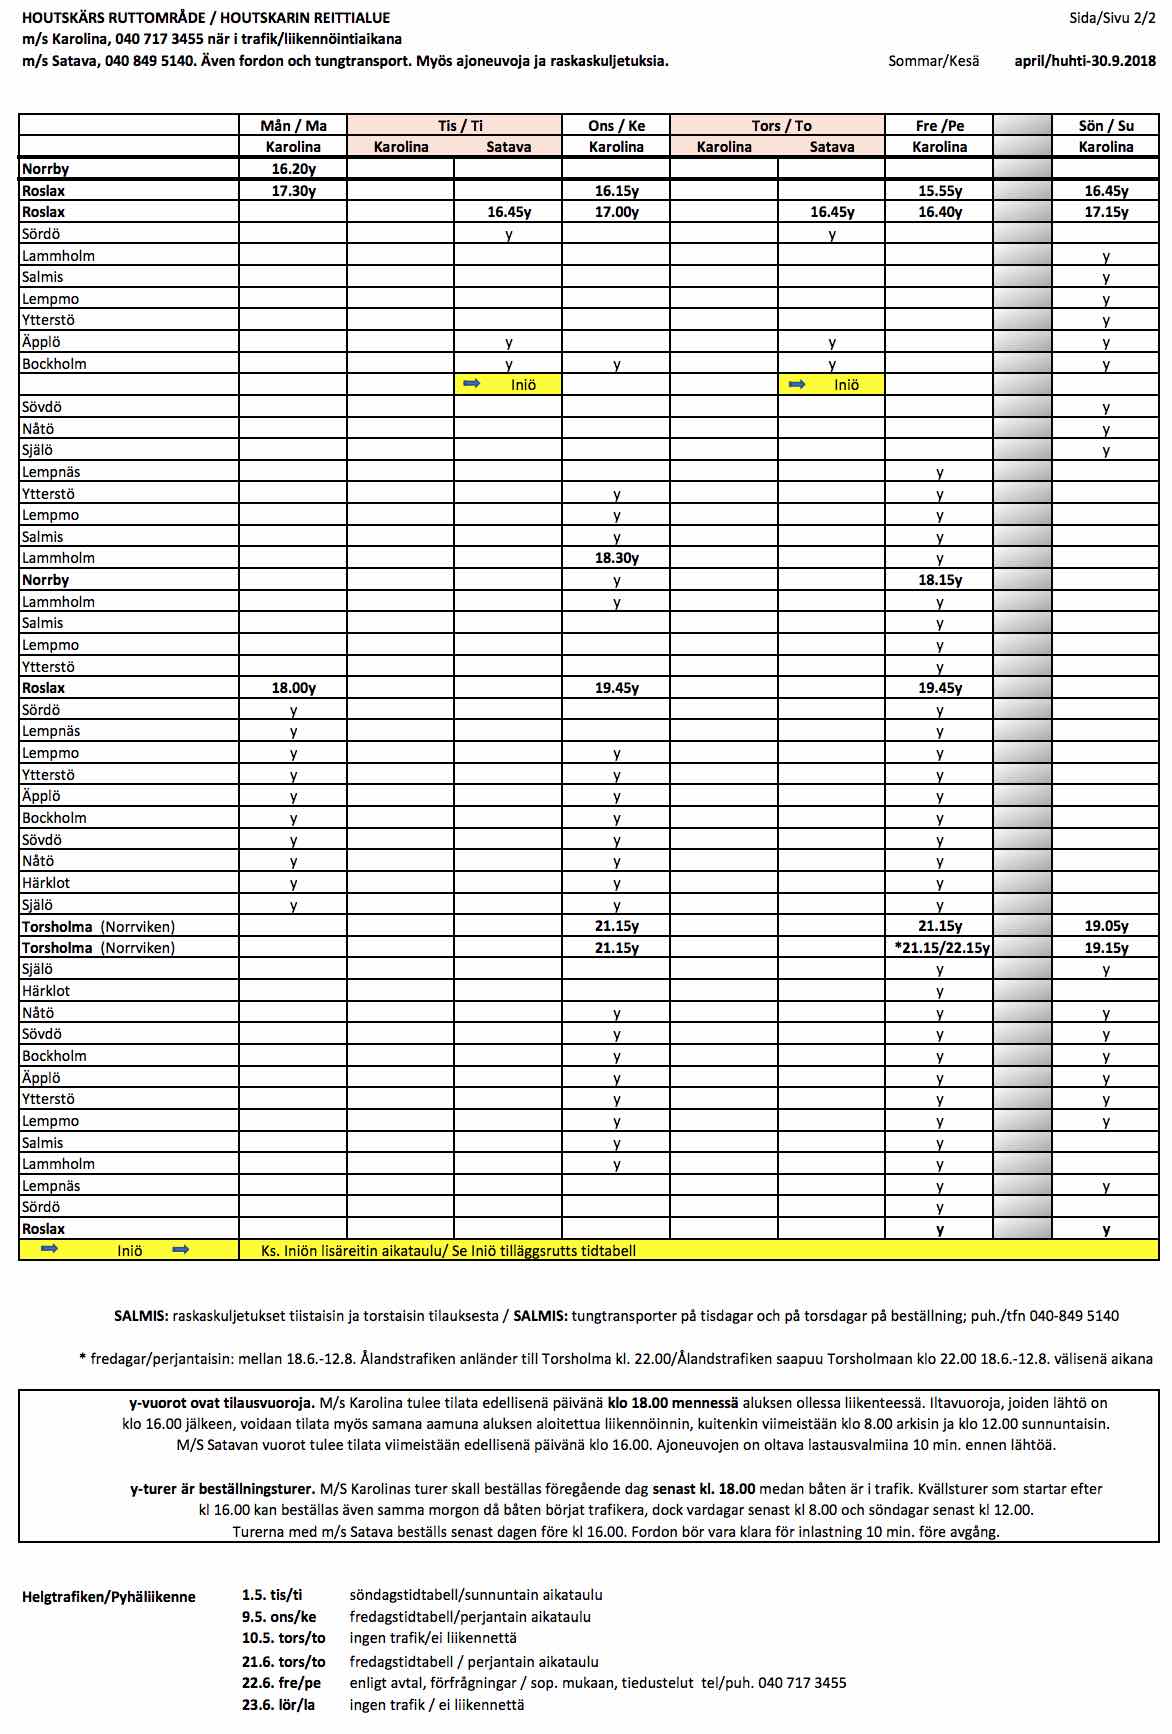 HOUTSKÄRS RUTTOMRÅDE / HOUTSKARIN REITTIALUE Sida/Sivu 2/2
m/s Karolina, 040 717 3455 när i trafik/liikennöintiaikana
m/s Satava, 040 849 5140. Även fordon och tungtransport. Myös ajoneuvoja ja raskaskuljetuksia. Sommar/Kesä april/huhti-30.9.2018
Mån / Ma Tis / Ti Ons / Ke Tors / To Fre /Pe Sön / Su
Karolina Karolina Satava Karolina Karolina Satava Karolina Karolina
Norrby 16.20y
Roslax 17.30y 16.15y 15.55y 16.45y
Roslax 16.45y 17.00y 16.45y 16.40y 17.15y
Sördö y y
Lammholm y
Salmis y
Lempmo y
Ytterstö y
Äpplö y y y
Bockholm y y y y
Iniö Iniö
Sövdö y
Nåtö y
Själö y
Lempnäs y
Ytterstö y y
Lempmo y y
Salmis y y
Lammholm 18.30y y
Norrby y 18.15y
Lammholm y y
Salmis y
Lempmo y
Ytterstö y
Roslax 18.00y 19.45y 19.45y
Sördö y y
Lempnäs y y
Lempmo y y y
Ytterstö y y y
Äpplö y y y
Bockholm y y y
Sövdö y y y
Nåtö y y y
Härklot y y y
Själö y y y
Torsholma (Norrviken) 21.15y 21.15y 19.05y
Torsholma (Norrviken) 21.15y *21.15/22.15y 19.15y
Själö y y
Härklot y
Nåtö y y y
Sövdö y y y
Bockholm y y y
Äpplö y y y
Ytterstö y y y
Lempmo y y y
Salmis y y
Lammholm y y
Lempnäs y y
Sördö y
Roslax y y
Iniö Ks. Iniön lisäreitin aikataulu/ Se Iniö tilläggsrutts tidtabell
SALMIS: raskaskuljetukset tiistaisin ja torstaisin tilauksesta / SALMIS: tungtransporter på tisdagar och på torsdagar på beställning; puh./tfn 040-849 5140
* fredagar/perjantaisin: mellan 18.6.-12.8. Ålandstrafiken anländer till Torsholma kl. 22.00/Ålandstrafiken saapuu Torsholmaan klo 22.00 18.6.-12.8. välisenä aikana
y-vuorot ovat tilausvuoroja. M/s Karolina tulee tilata edellisenä päivänä klo 18.00 mennessä aluksen ollessa liikenteessä. Iltavuoroja, joiden lähtö on
klo 16.00 jälkeen, voidaan tilata myös samana aamuna aluksen aloitettua liikennöinnin, kuitenkin viimeistään klo 8.00 arkisin ja klo 12.00 sunnuntaisin.
M/S Satavan vuorot tulee tilata viimeistään edellisenä päivänä klo 16.00. Ajoneuvojen on oltava lastausvalmiina 10 min. ennen lähtöä.
y-turer är beställningsturer. M/S Karolinas turer skall beställas föregående dag senast kl. 18.00 medan båten är i trafik. Kvällsturer som startar efter
kl 16.00 kan beställas även samma morgon då båten börjat trafikera, dock vardagar senast kl 8.00 och söndagar senast kl 12.00.
Turerna med m/s Satava beställs senast dagen före kl 16.00. Fordon bör vara klara för inlastning 10 min. före avgång.
Helgtrafiken/Pyhäliikenne 1.5. tis/ti söndagstidtabell/sunnuntain aikataulu
9.5. ons/ke fredagstidtabell/perjantain aikataulu
10.5. tors/to ingen trafik/ei liikennettä
21.6. tors/to fredagstidtabell / perjantain aikataulu
22.6. fre/pe enligt avtal, förfrågningar / sop. mukaan, tiedustelut tel/puh. 040 717 3455
23.6. lör/la ingen trafik / ei liikennettä